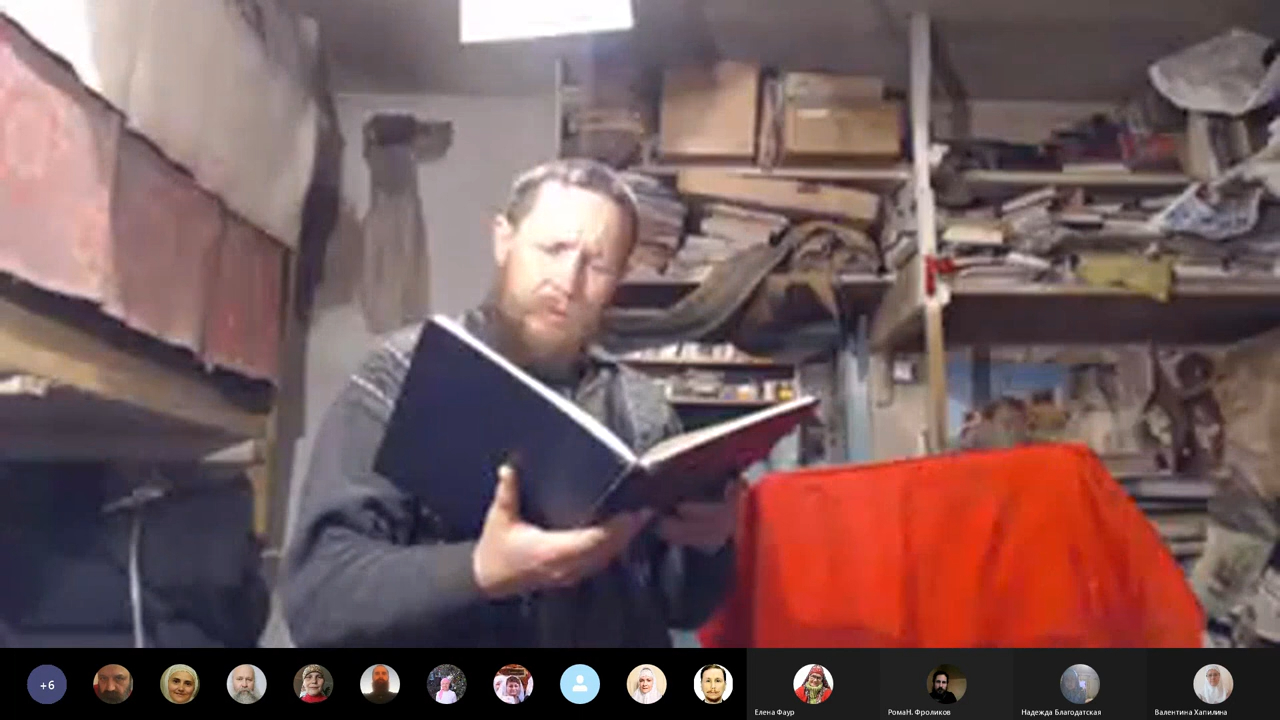 +6
Елена Фаур
РомаН. Фроликов
Надежда Благодатская
Валентина Хапилина